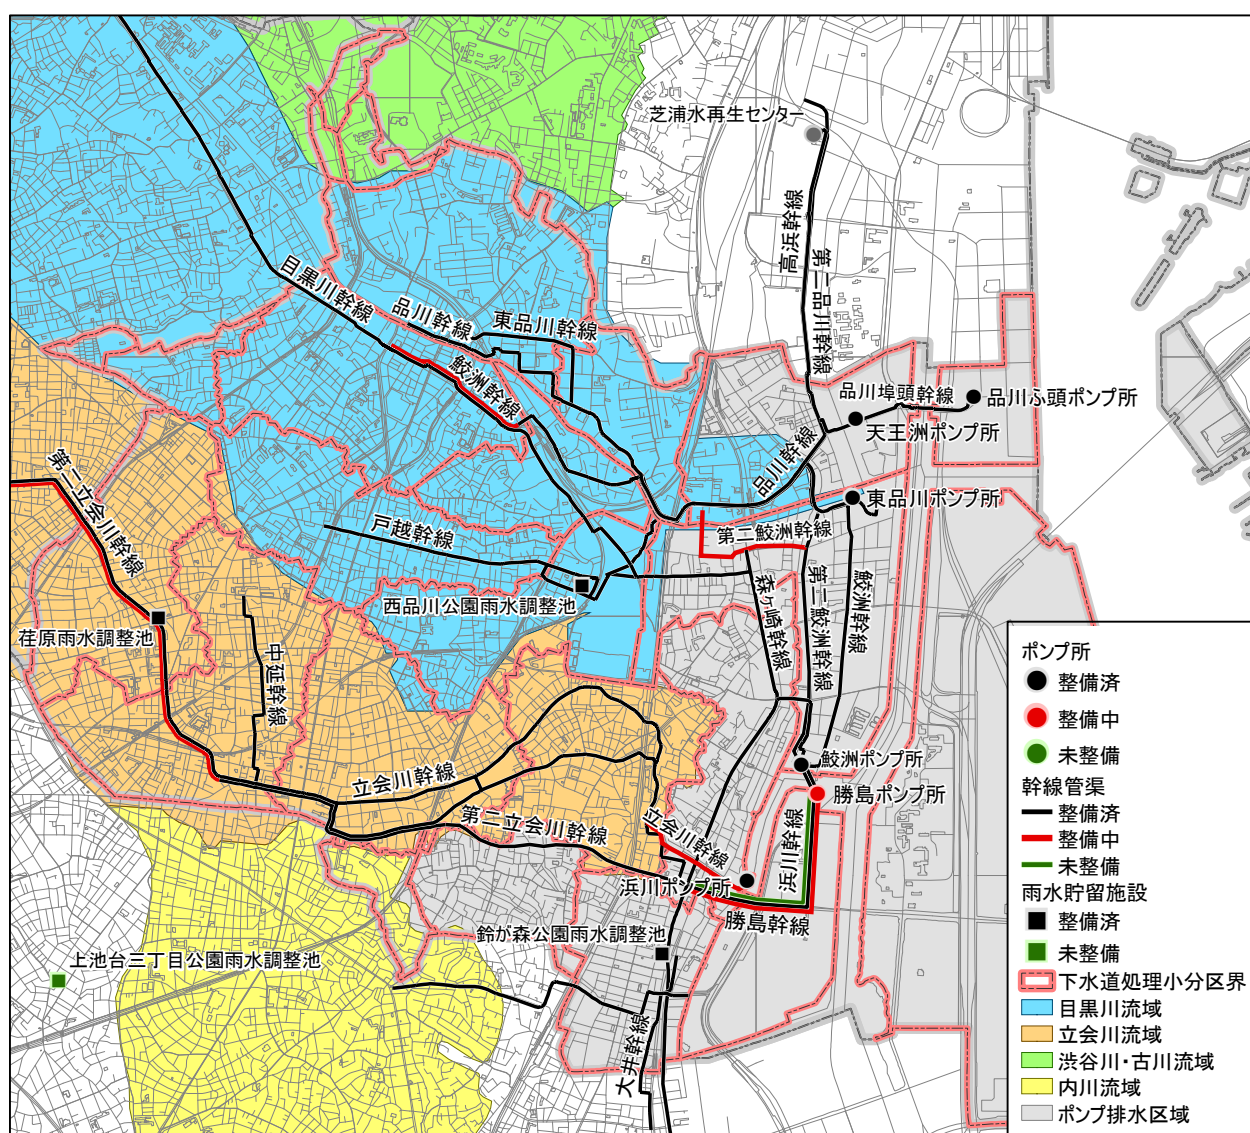 芝浦水再生センター
高浜幹線
第二品川幹線
目黒川幹線
品川幹線
東品川幹線
鮫洲幹線
品川埠頭幹線
品川ふ頭ポンプ所
天王洲ポンプ所
品川幹線
東品川ポンプ所
第二立会川幹線
戸越幹線
第二鮫洲幹線
西品川公園雨水調整池
森ヶ崎幹線
第二鮫洲幹線
鮫洲幹線
荏原雨水調整池
中延幹線
立会川幹線
鮫洲ポンプ所
勝島ポンプ所
第二立会川幹線
立会川幹線
浜川幹線
浜川ポンプ所
勝島幹線
鈴が森公園雨水調整池
上池台三丁目公園雨水調整池
大井幹線
ポンプ所
整備済
整備中
未整備
幹線管渠
整備済
整備中
未整備
雨水貯留施設
整備済
未整備
下水道処理小分区界
目黒川流域
立会川流域
渋谷川・古川流域
内川流域
ポンプ排水区域